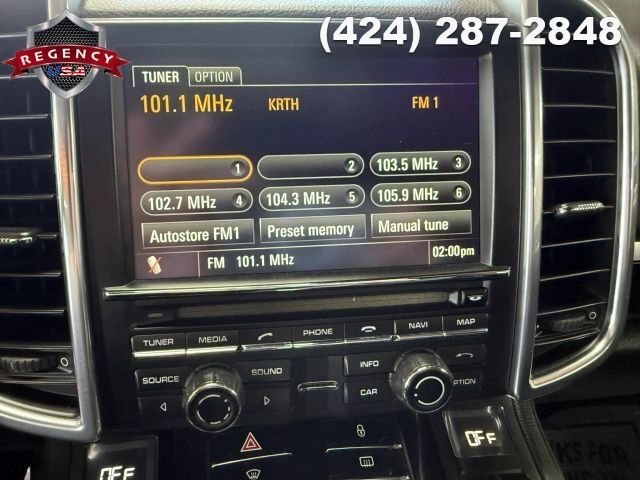 (424) 287-2848
REGENCY
USA
TUNER OPTION
101.1 MHz KRTH FM 1
1 2 103.5 MHz 3
102.7 MHz 4 104.3 MHz 5 105.9 MHz 6
Autostore FM1 Preset memory Manual tune
FM 101.1 MHz 02:00pm
TUNER MEDIA PHONE NAVI MAP
SOURCE SOUND INFO
CAR OPTION
OFF OFF